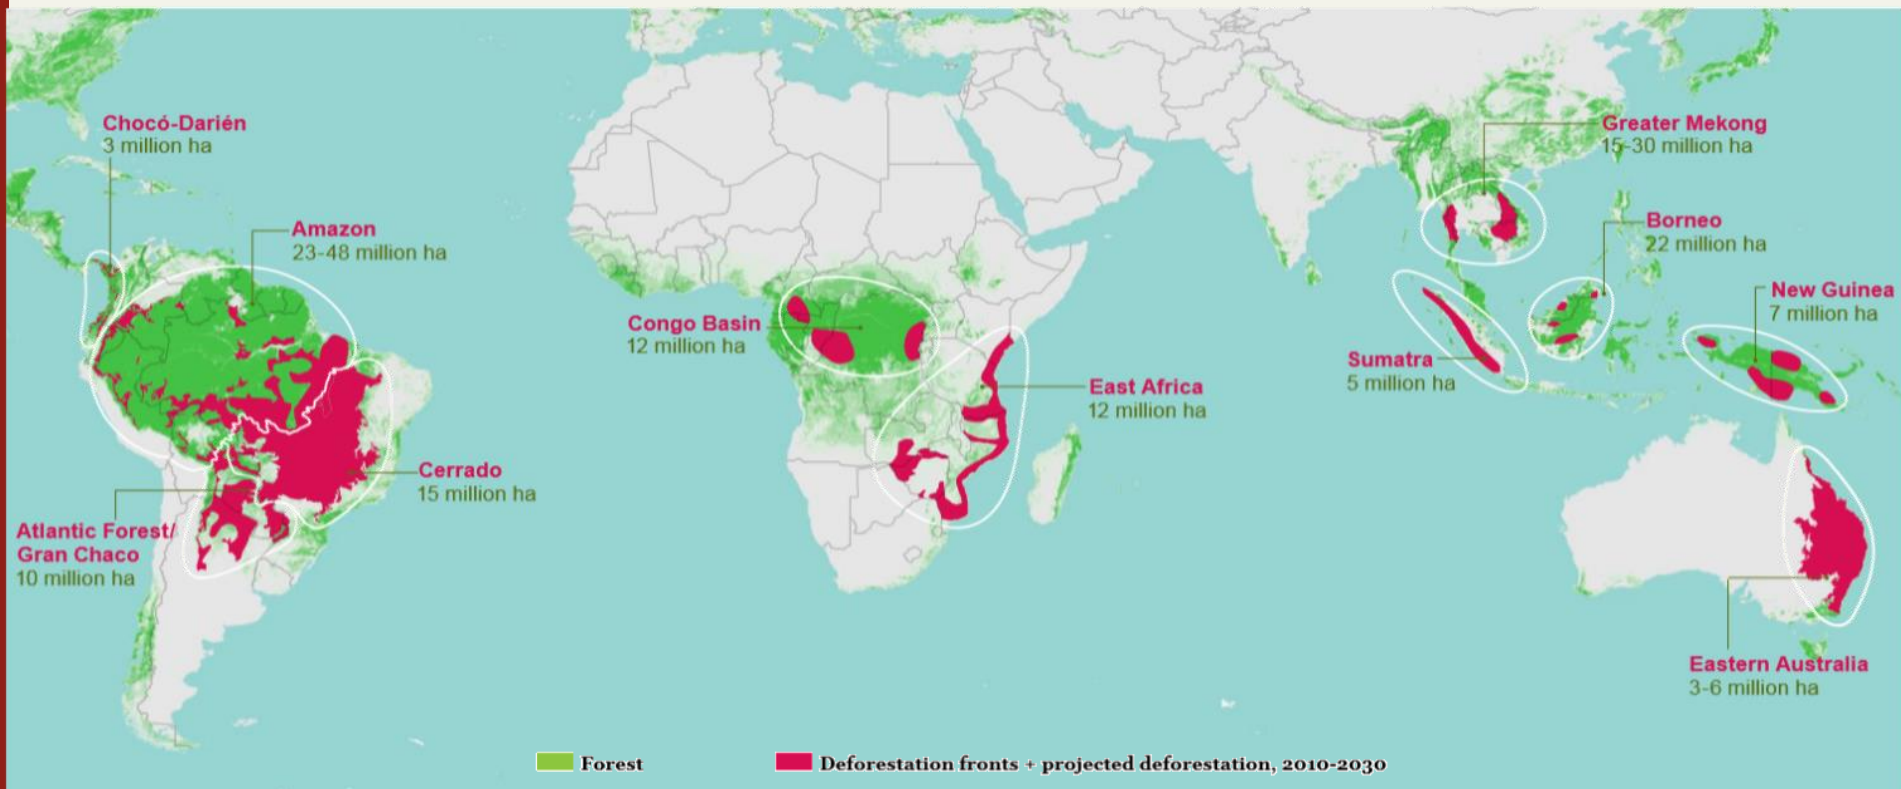 Chocó-Darién
3 million ha
Amazon
23-48 million ha
Cerrado
15 million ha
Atlantic Forest/
Gran Chaco
10 million ha
Congo Basin
12 million ha
East Africa
12 million ha
Greater Mekong
15-30 million ha
Borneo
22 million ha
New Guinea
7 million ha
Sumatra
5 million ha
Eastern Australia
3-6 million ha
Forest
Deforestation fronts + projected deforestation, 2010-2030